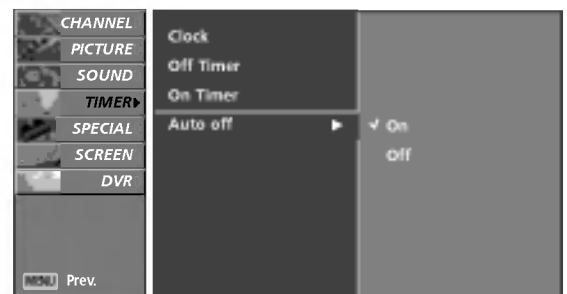 CHANNEL
PICTURE
SOUND
TIMER
SPECIAL
SCREEN
DVR
MENU Prev.
Clock
Off Timer
On Timer
Auto off
On
Off